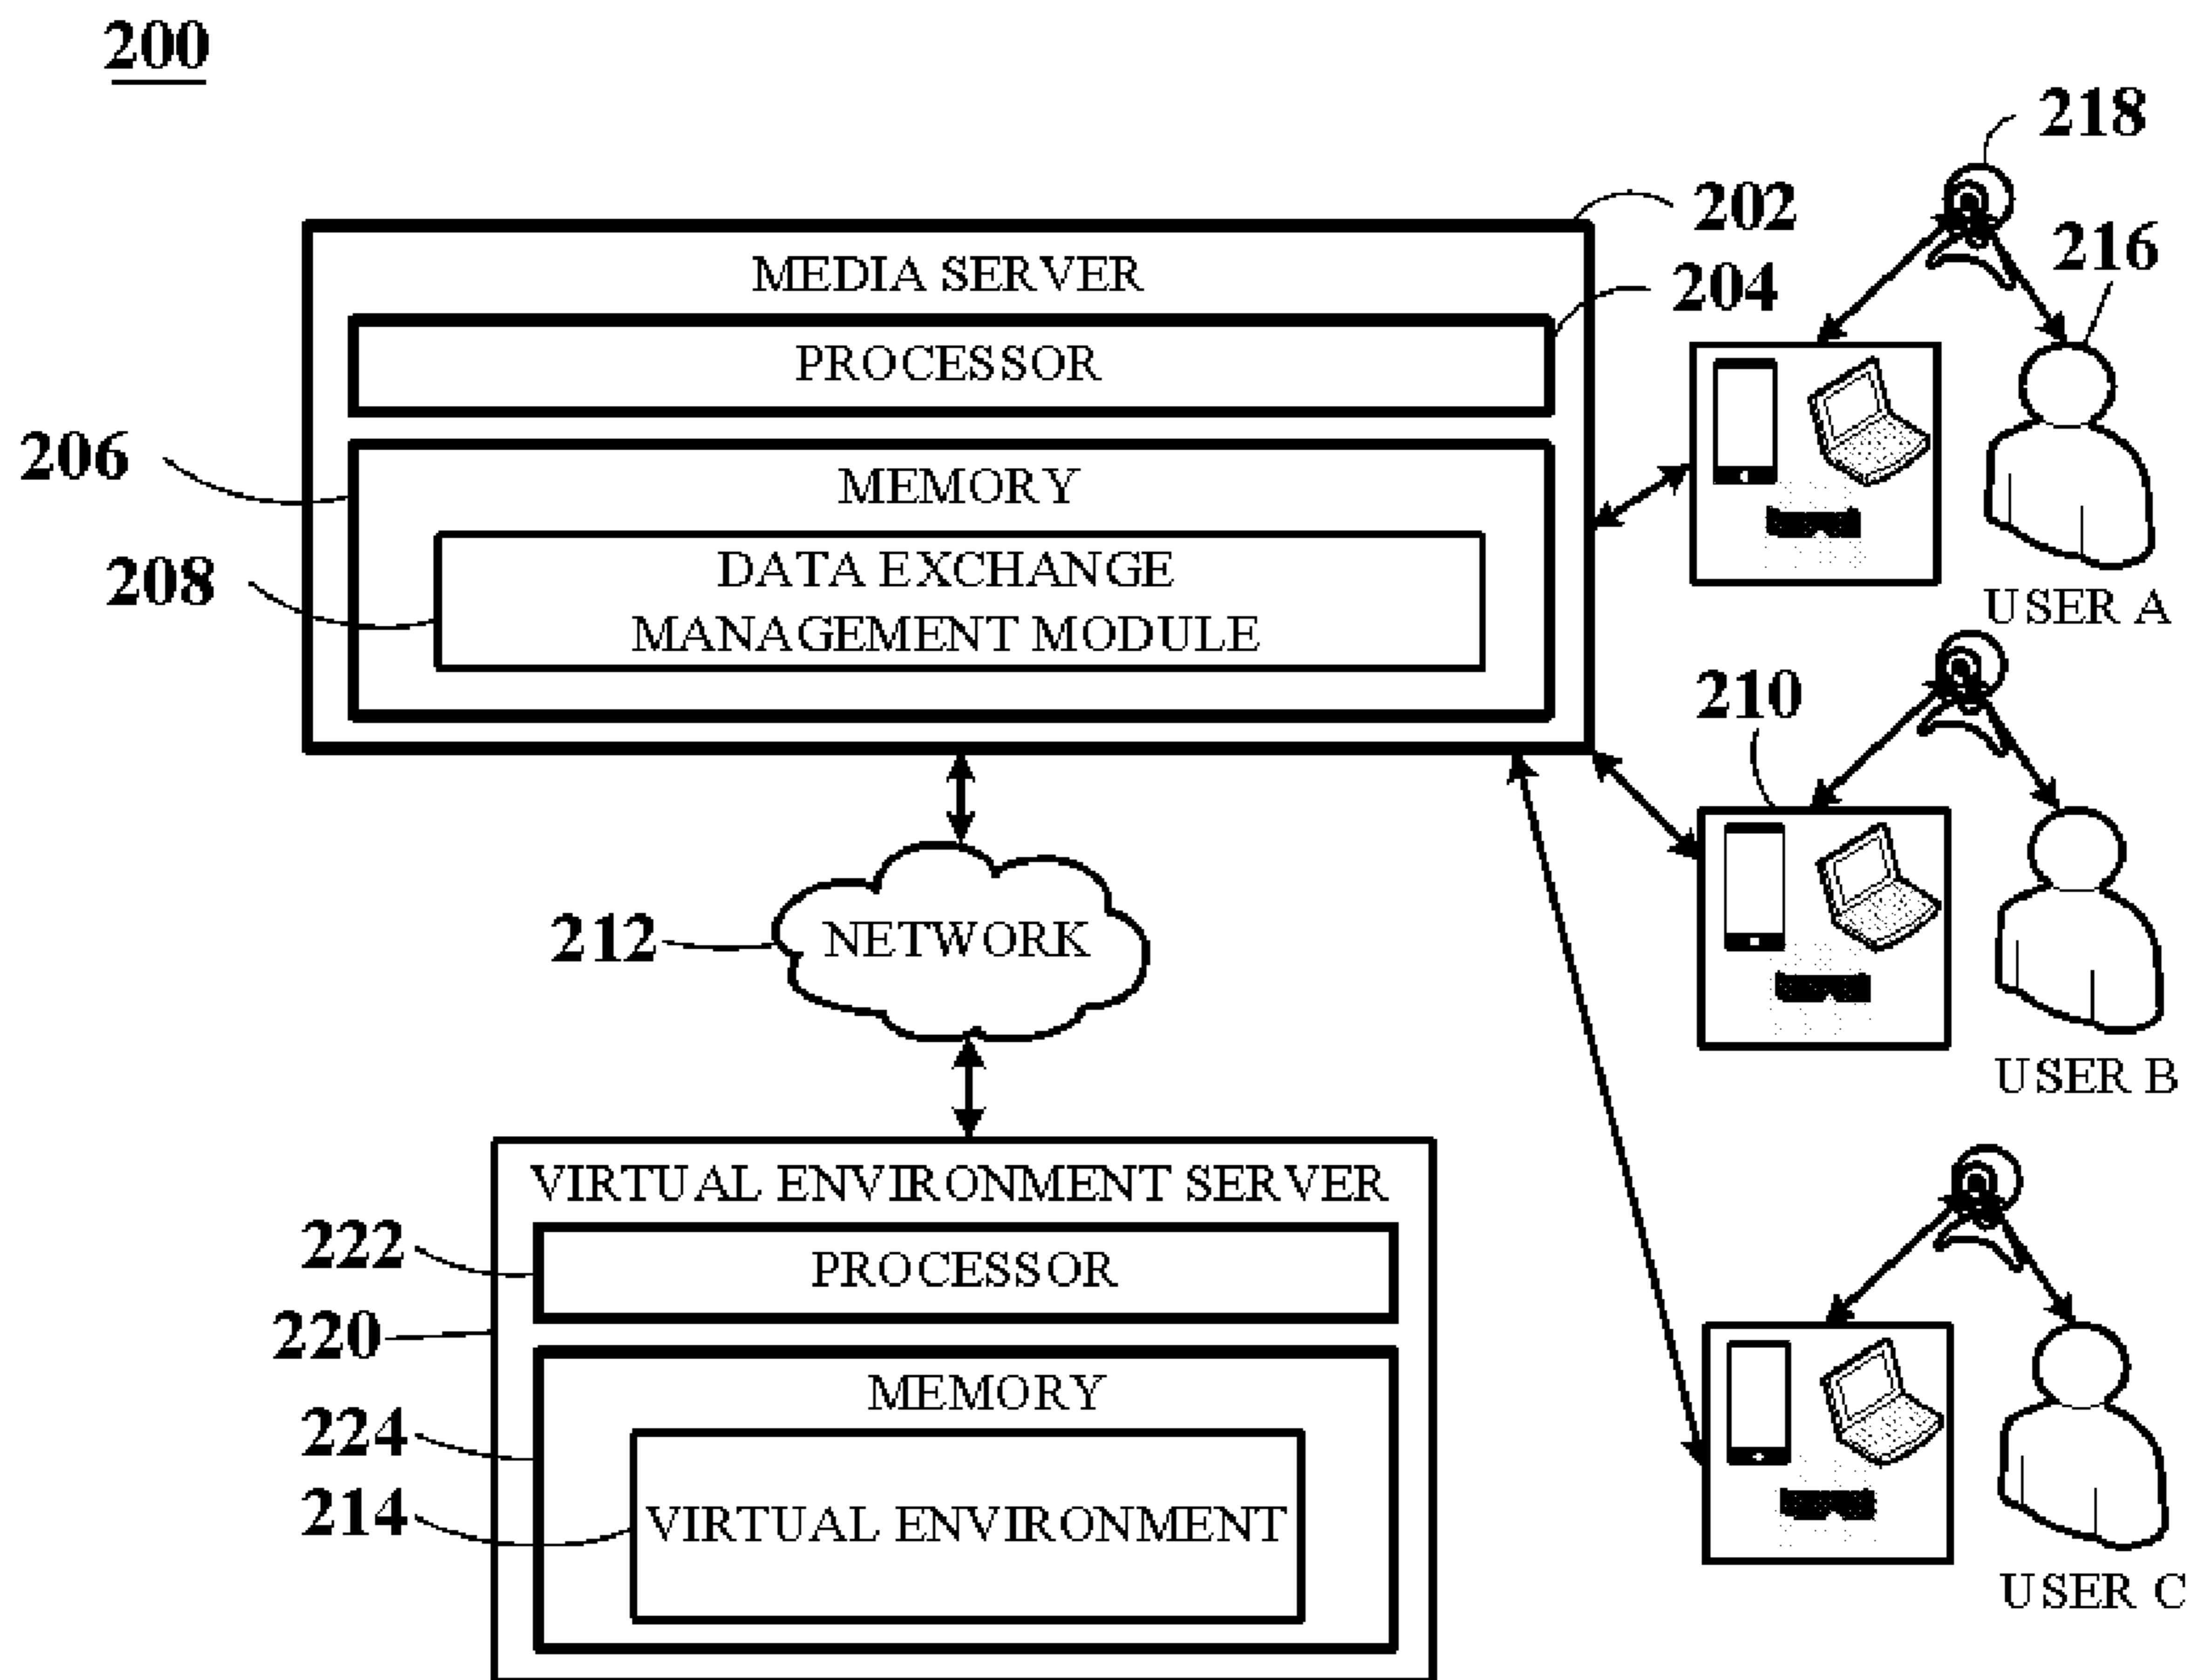 200
218
202
216
MEDIA SERVER
204
PROCESSOR
206
MEMORY
208
DATA EXCHANGE
MANAGEMENT MODULE
USER A
210
212
NETWORK
USER B
VIRTUAL ENVIRONMENT SERVER
222
PROCESSOR
220
MEMORY
224
214
VIRTUAL ENVIRONMENT
USER C